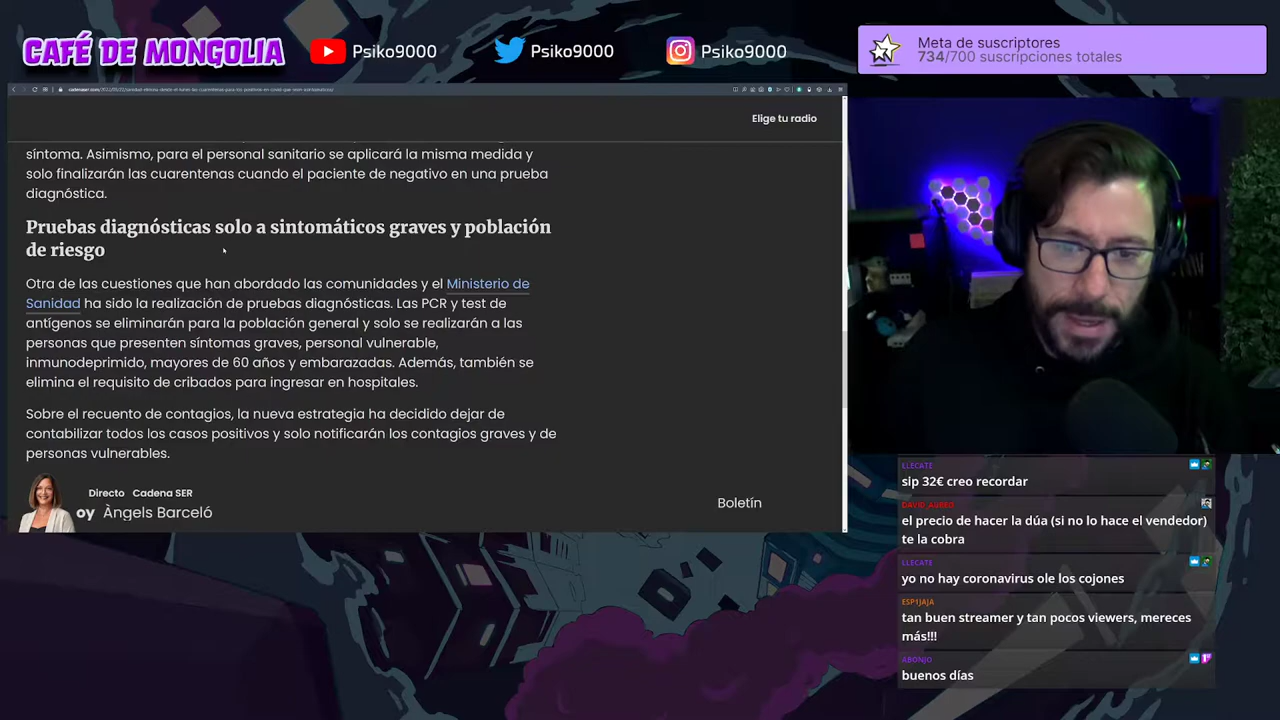 CAFÉ DE MONGOLIA
Psiko9000
Psiko9000
Psiko9000
Meta de suscriptores
734/700 suscripciones totales
Elige tu radio
síntoma. Asimismo, para el personal sanitario se aplicará la misma medida y
solo finalizarán las cuarentenas cuando el paciente de negativo en una prueba
diagnóstica.
Pruebas diagnósticas solo a sintomáticos graves y población
de riesgo
Otra de las cuestiones que han abordado las comunidades y el Ministerio de
Sanidad ha sido la realización de pruebas diagnósticas. Las PCR y test de
antígenos se eliminarán para la población general y solo se realizarán a las
personas que presenten síntomas graves, personal vulnerable,
inmunodeprimido, mayores de 60 años y embarazadas. Además, también se
elimina el requisito de cribados para ingresar en hospitales.
Sobre el recuento de contagios, la nueva estrategia ha decidido dejar de
contabilizar todos los casos positivos y solo notificarán los contagios graves y de
personas vulnerables.
Directo Cadena SER
oy Àngels Barceló
Boletín
LLECATE
sip 32€ creo recordar
el precio de hacer la dúa (si no lo hace el vendedor)
te la cobra
LLECATE
yo no hay coronavirus ole los cojones
ESP1JAJA
tan buen streamer y tan pocos viewers, mereces
más!!!
ABONJO
buenos días